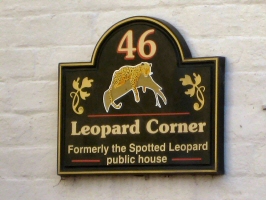 46
Leopard Corner
Formerly the Spotted Leopard
public house